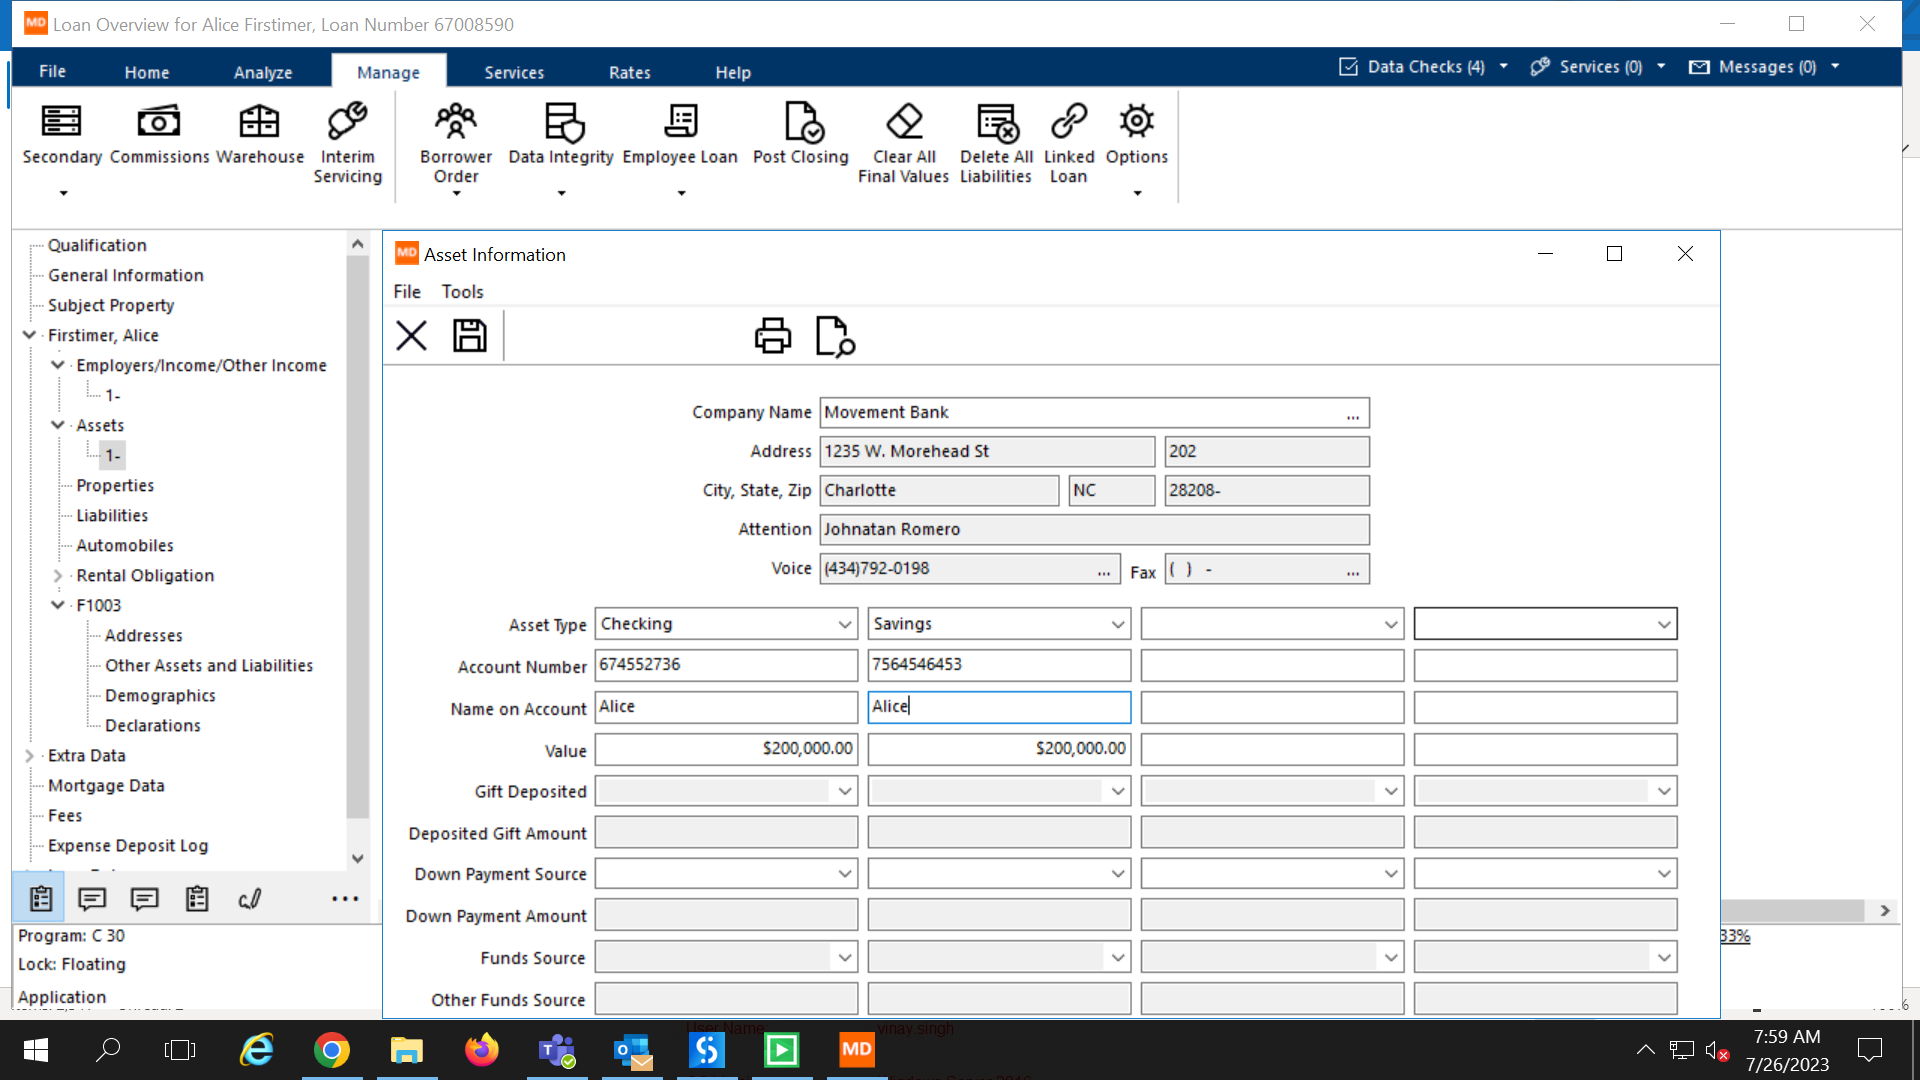 MD Loan Overview for Alice Firstimer, Loan Number 67008590
File Home Analyze Manage Services Rates Help Data Checks (4) Services (0) Messages (0)
Secondary Commissions Warehouse Interim Servicing Borrower Order Data Integrity Employee Loan Post Closing Clear All Final Values Delete All Liabilities Linked Loan Options
Qualification
General Information
Subject Property
Firstimer, Alice
Employers/Income/Other Income
1-
Assets
1-
Properties
Liabilities
Automobiles
Rental Obligation
F1003
Addresses
Other Assets and Liabilities
Demographics
Declarations
Extra Data
Mortgage Data
Fees
Expense Deposit Log
Program: C 30
Lock: Floating
Application
MD Asset Information
File Tools
Company Name Movement Bank ...
Address 1235 W. Morehead St 202
City, State, Zip Charlotte NC 28208-
Attention Johnatan Romero
Voice (434)792-0198 ... Fax ( ) - ...
Asset Type Checking Savings
Account Number 674552736 7564546453
Name on Account Alice Alice
Value $200,000.00 $200,000.00
Gift Deposited
Deposited Gift Amount
Down Payment Source
Down Payment Amount
Funds Source
Other Funds Source
33%
User Name vinay.singh
MD
7:59 AM
7/26/2023